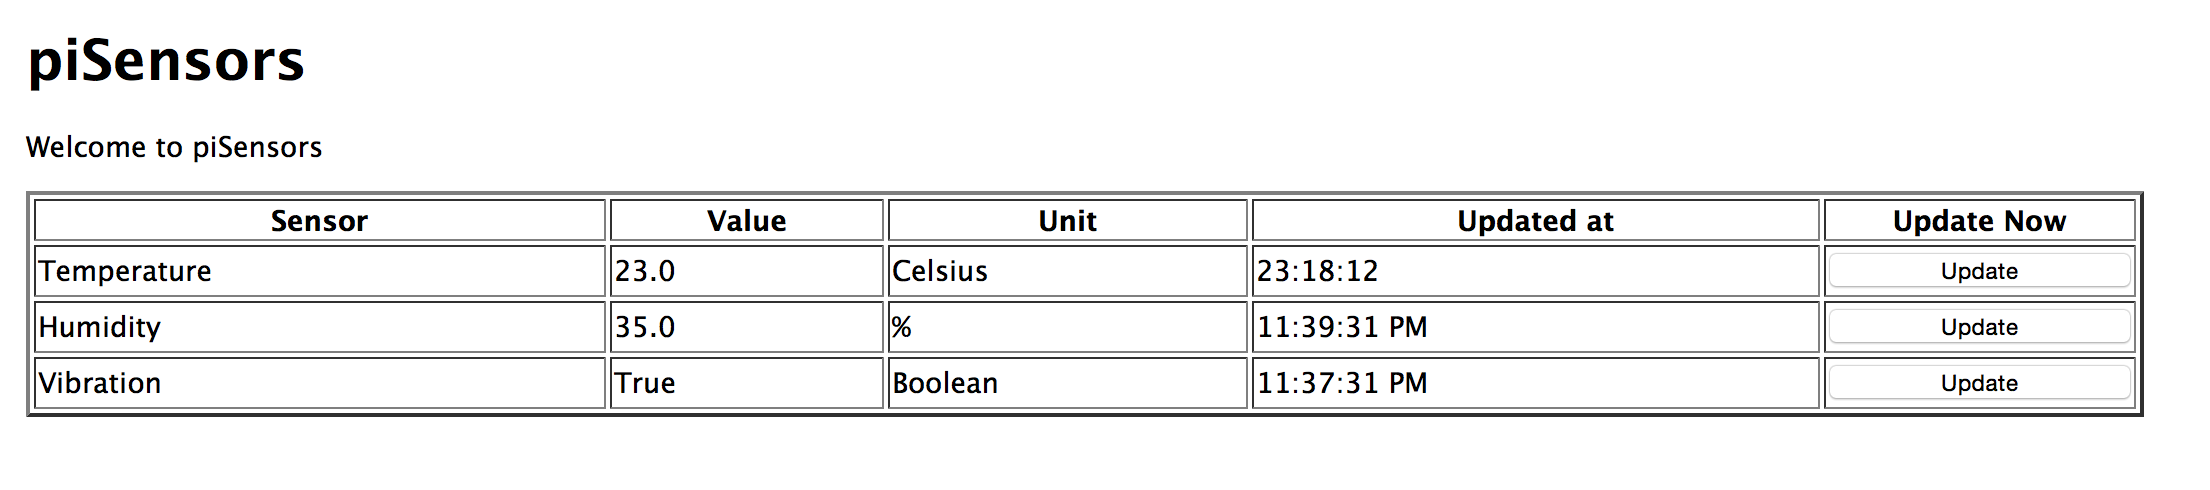 piSensors
Welcome to piSensors
Sensor Value Unit Updated at Update Now
Temperature 23.0 Celsius 23:18:12 Update
Humidity 35.0 % 11:39:31 PM Update
Vibration True Boolean 11:37:31 PM Update